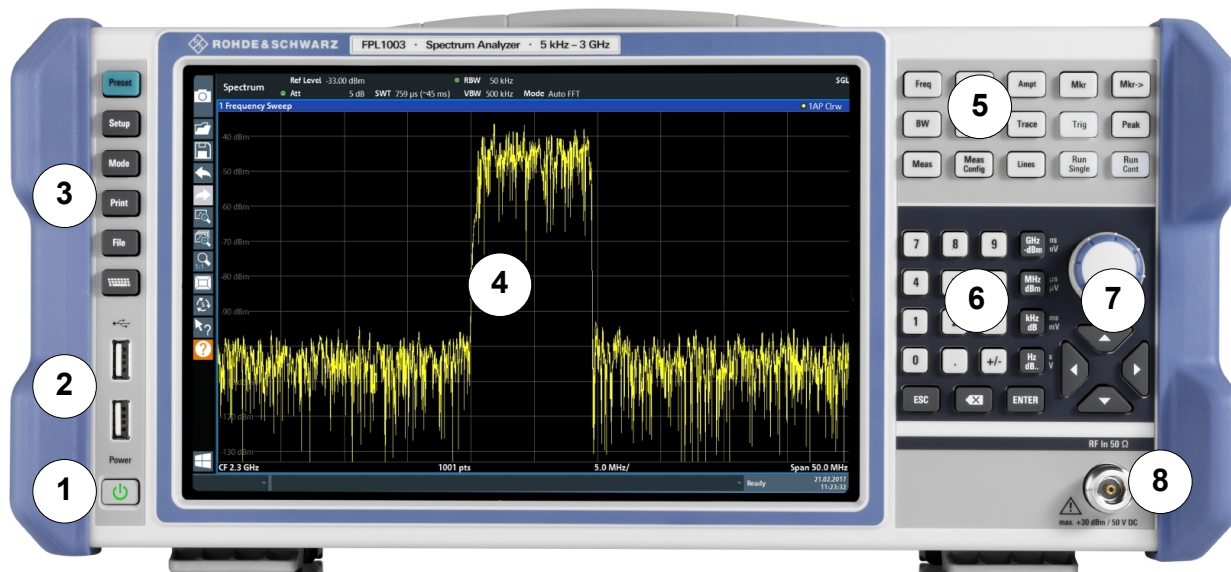 ROHDE&SCHWARZ FPL1003 · Spectrum Analyzer · 5 kHz – 3 GHz
Preset
Setup
Mode
3
Print
File
2
Power
1
Spectrum
Ref Level -33.00 dBm RBW 50 kHz SGL
Att 5 dB SWT 759 µs (~45 ms) VBW 500 kHz Mode Auto FFT
1 Frequency Sweep 1AP Clrw
-40 dBm
-50 dBm
-60 dBm
-70 dBm
-80 dBm
-90 dBm
-120 dBm
-130 dBm
1:1
?
?
4
CF 2.3 GHz 1001 pts 5.0 MHz/ Span 50.0 MHz
Ready 21.02.2017
11:23:32
Freq Ampt Mkr Mkr->
5
BW Trace Trig Peak
Meas Meas Config Lines Run Single Run Cont
7 8 9 GHz -dBm ns nV
4 MHz dBm µs µV
6
7
1 kHz dB ms mV
0 . +/- Hz dB.. s V
ESC ENTER
RF In 50 Ω
8
max. +30 dBm / 50 V DC